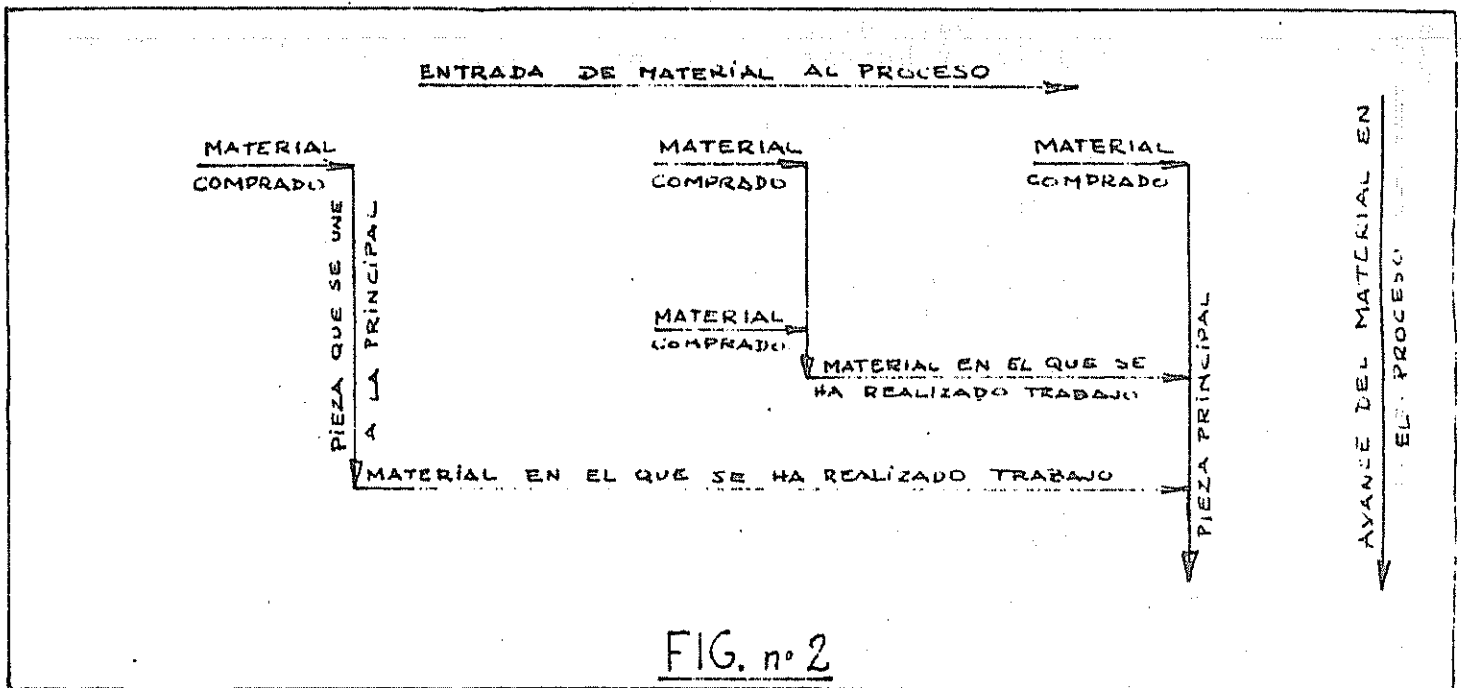 ENTRADA DE MATERIAL AL PROCESO
MATERIAL
COMPRADO
MATERIAL
COMPRADO
MATERIAL
COMPRADO
PIEZA QUE SE UNE
A LA PRINCIPAL
MATERIAL
COMPRADO
MATERIAL EN EL QUE SE
HA REALIZADO TRABAJO
MATERIAL EN EL QUE SE HA REALIZADO TRABAJO
PIEZA PRINCIPAL
AVANCE DEL MATERIAL EN
EL PROCESO
FIG. nº 2